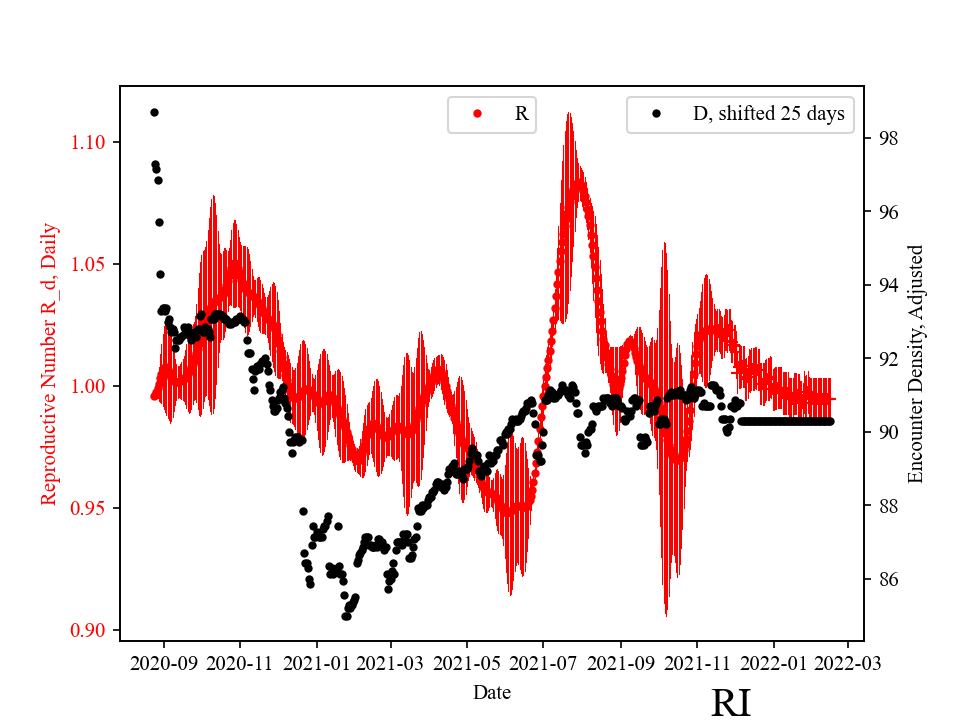 R
D, shifted 25 days
Reproductive Number R_d, Daily
1.10
1.05
1.00
0.95
0.90
98
96
94
92
90
88
86
Encounter Density, Adjusted
2020-09 2020-11 2021-01 2021-03 2021-05 2021-07 2021-09 2021-11 2022-01 2022-03
Date
RI